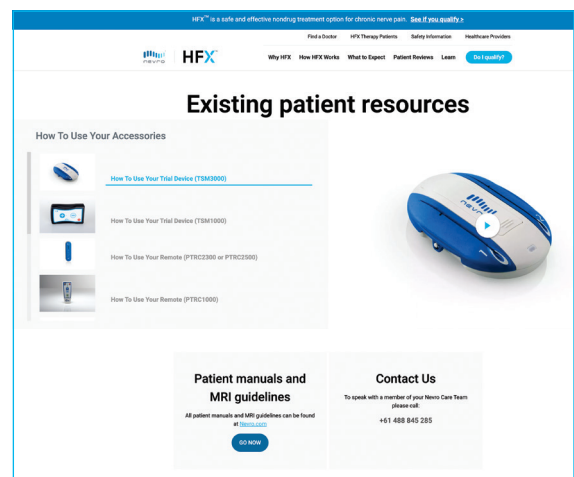 HFX™ is a safe and effective nondrug treatment option for chronic nerve pain. See if you qualify >
Find a Doctor HFX Therapy Patients Safety Information Healthcare Providers
nevro HFX™ Why HFX How HFX Works What to Expect Patient Reviews Learn Do I qualify?
Existing patient resources
How To Use Your Accessories
How To Use Your Trial Device (TSM3000)
How To Use Your Trial Device (TSM1000)
How To Use Your Remote (PTRC2300 or PTRC2500)
How To Use Your Remote (PTRC1000)
nevro
Patient manuals and
MRI guidelines
All patient manuals and MRI guidelines can be found
at Nevro.com
GO NOW
Contact Us
To speak with a member of your Nevro Care Team
please call:
+61 488 845 285